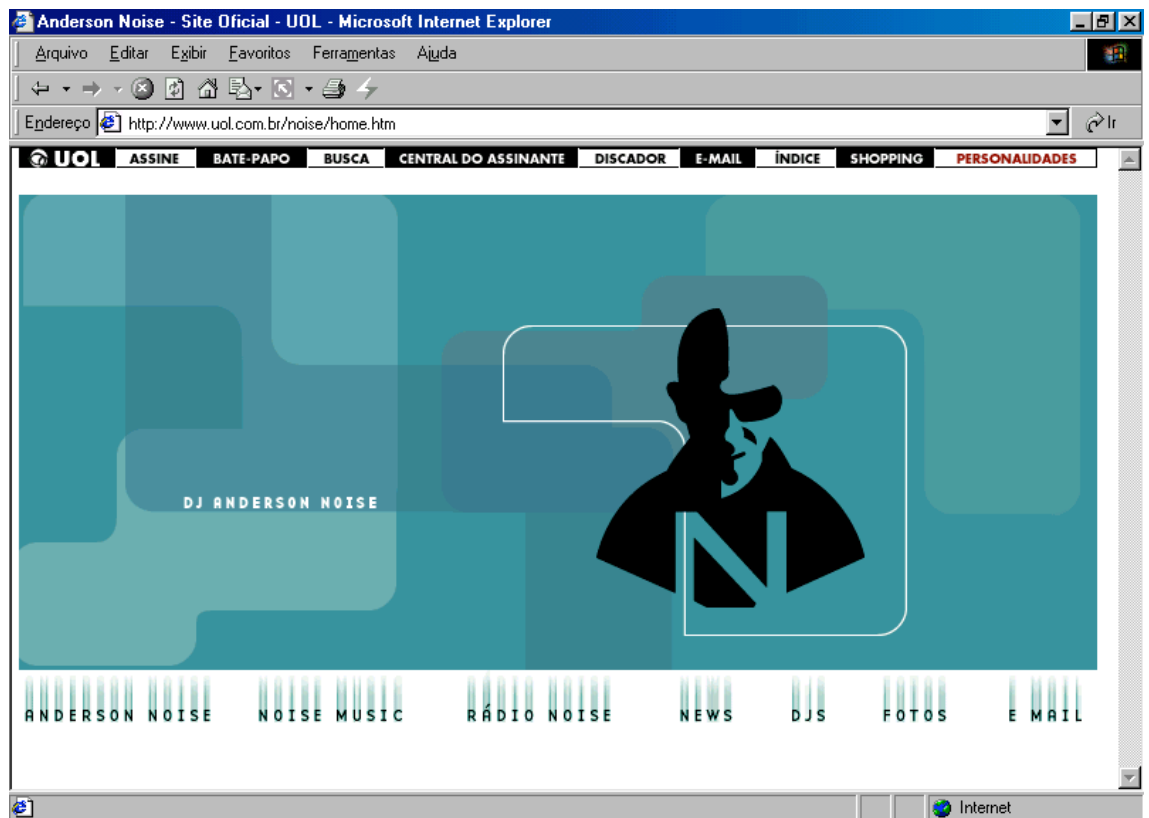 Anderson Noise - Site Oficial - UOL - Microsoft Internet Explorer
Arquivo Editar Exibir Favoritos Ferramentas Ajuda
Endereço http://www.uol.com.br/noise/home.htm Ir
UOL ASSINE BATE-PAPO BUSCA CENTRAL DO ASSINANTE DISCADOR E-MAIL ÍNDICE SHOPPING PERSONALIDADES
DJ ANDERSON NOISE
N
ANDERSON NOISE NOISE MUSIC RÁDIO NOISE NEWS DJS FOTOS E MAIL
Internet